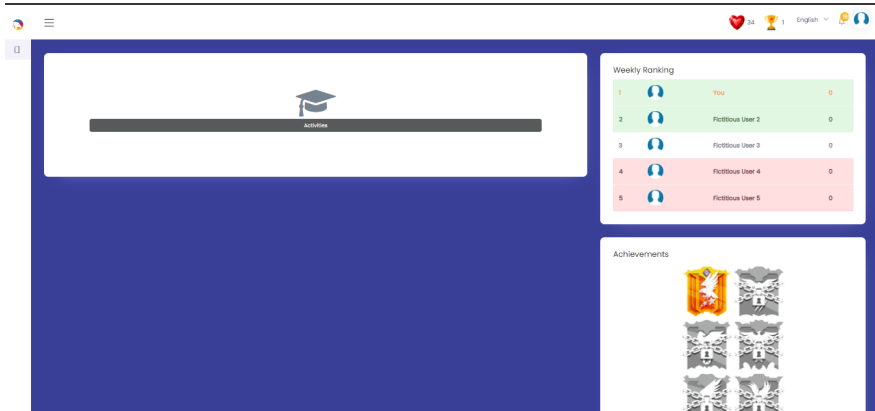 34
1
English
Activities
Weekly Ranking
1 You 0
2 Fictitious User 2 0
3 Fictitious User 3 0
4 Fictitious User 4 0
5 Fictitious User 5 0
Achievements